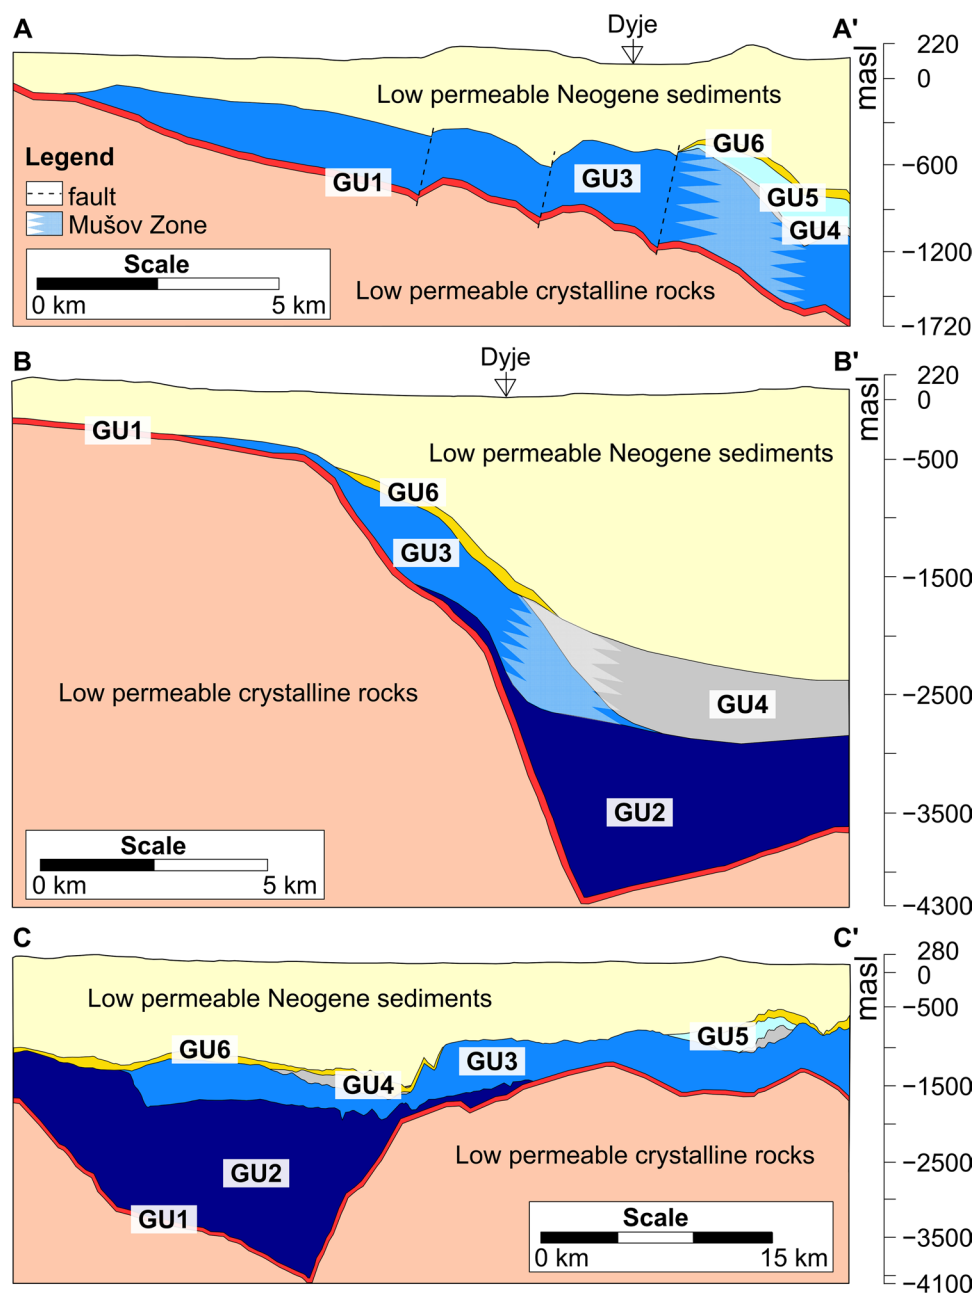 A
Dyje
A'
masl
220
0
Low permeable Neogene sediments
GU6
−600
Legend
GU1
GU3
fault
GU5
Mušov Zone
GU4
−1200
Scale
0 km
5 km
Low permeable crystalline rocks
−1720
B
Dyje
B'
masl
220
0
GU1
Low permeable Neogene sediments
−500
GU6
GU3
−1500
Low permeable crystalline rocks
−2500
GU4
GU2
−3500
Scale
0 km
5 km
−4300
C
C'
masl
280
0
Low permeable Neogene sediments
−500
GU5
GU6
GU3
GU4
−1500
Low permeable crystalline rocks
−2500
GU2
GU1
Scale
−3500
0 km
15 km
−4100